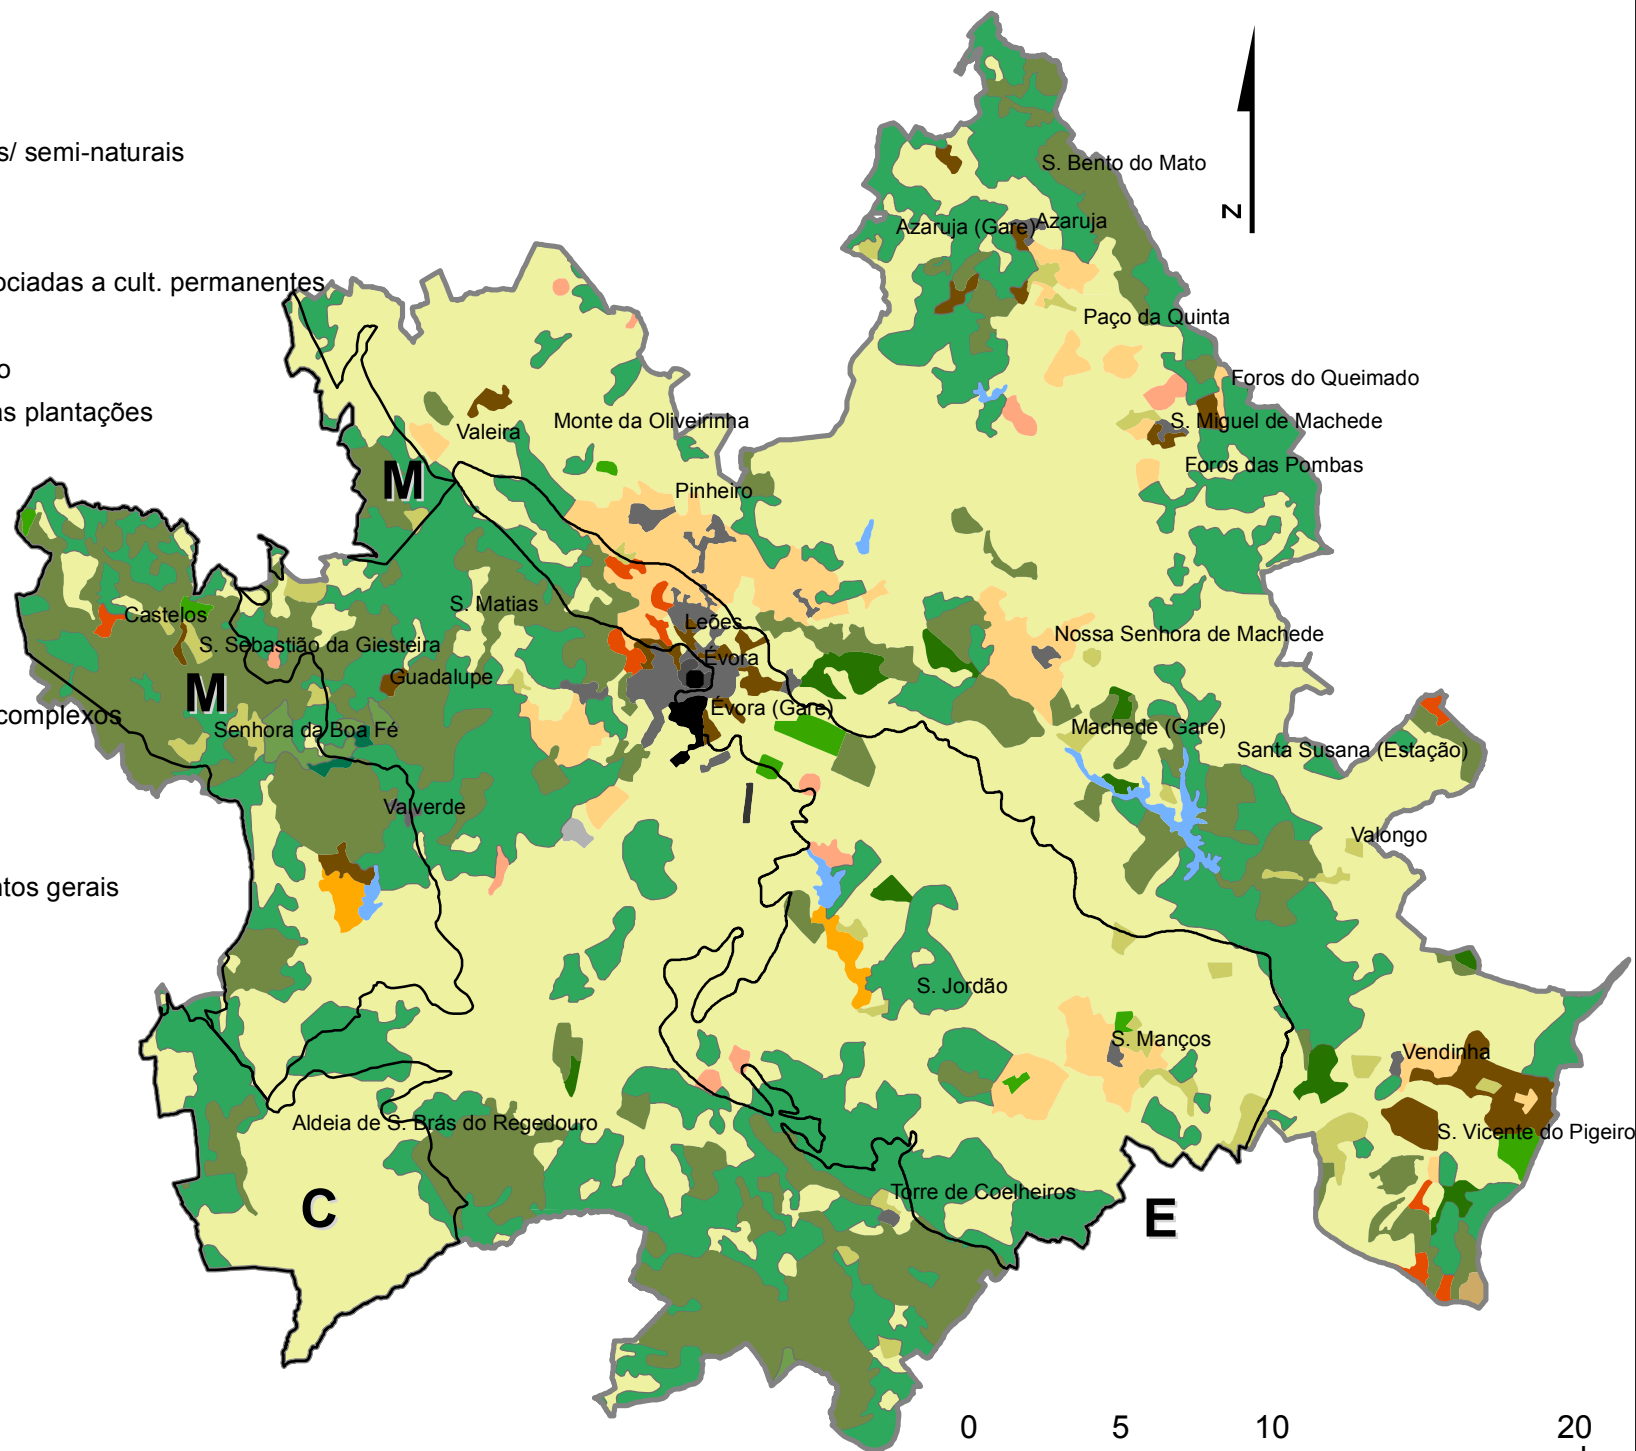 s/ semi-naturais
S. Bento do Mato
N
Azaruja (Gare)
Azaruja
ociadas a cult. permanentes
Paço da Quinta
o
Foros do Queimado
as plantações
Valeira
Monte da Oliveirinha
S. Miguel de Machede
Foros das Pombas
M
Pinheiro
S. Matias
Castelos
Leões
Nossa Senhora de Machede
S. Sebastião da Giesteira
Évora
Guadalupe
M
Évora (Gare)
complexos
Senhora da Boa Fé
Machede (Gare)
Santa Susana (Estação)
Valverde
Valongo
ntos gerais
S. Jordão
S. Manços
Vendinha
Aldeia de S. Brás do Regedouro
S. Vicente do Pigeiro
Torre de Coelheiros
C
E
0 5 10 20